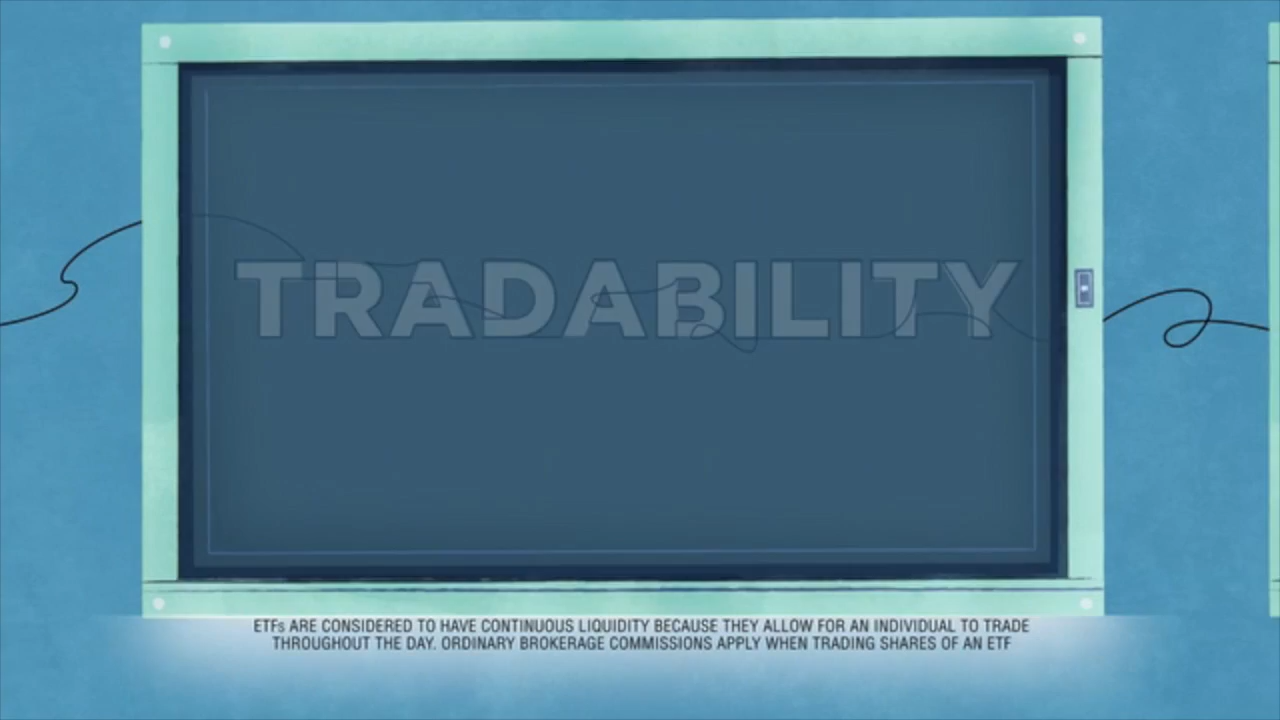 TRADABILITY
ETFs ARE CONSIDERED TO HAVE CONTINUOUS LIQUIDITY BECAUSE THEY ALLOW FOR AN INDIVIDUAL TO TRADE
THROUGHOUT THE DAY. ORDINARY BROKERAGE COMMISSIONS APPLY WHEN TRADING SHARES OF AN ETF